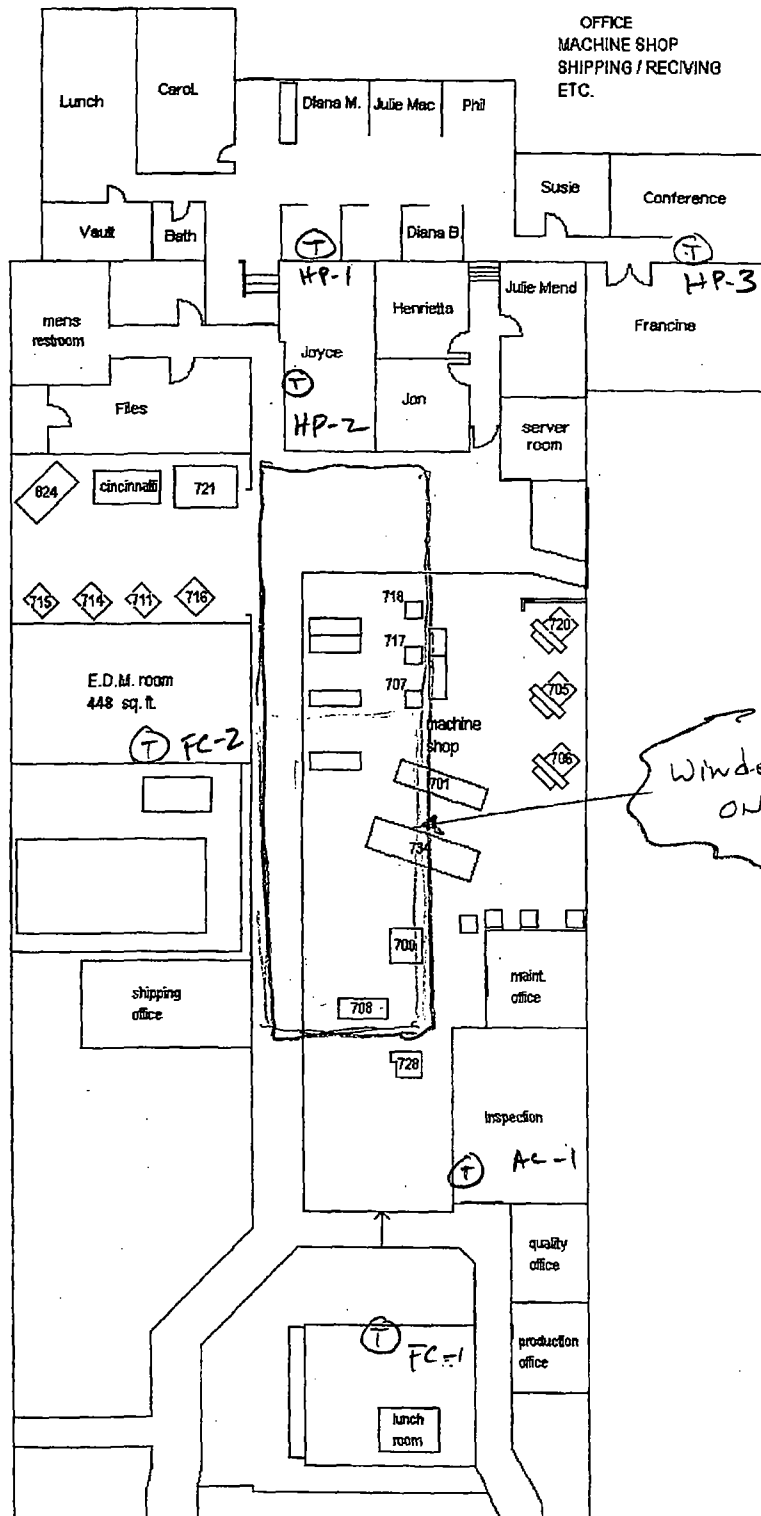 OFFICE
MACHINE SHOP
SHIPPING / RECIVING
ETC.
Lunch
Carol
Diana M.
Julie Mac
Phil
Susie
Conference
Vault
Bath
Diana B
T
HP-1
T
HP-3
mens
restroom
Henrietta
Julie Mend
Francine
Joyce
T
HP-2
Jon
Files
server
room
824
cincinnatti
721
715
714
711
716
718
717
707
720
705
706
E.D.M. room
448 sq. ft.
T FC-2
machine
shop
701
734
ON
700
708
728
shipping
office
maint.
office
inspection
T
AC-1
quality
office
production
office
T
FC-1
lunch
room